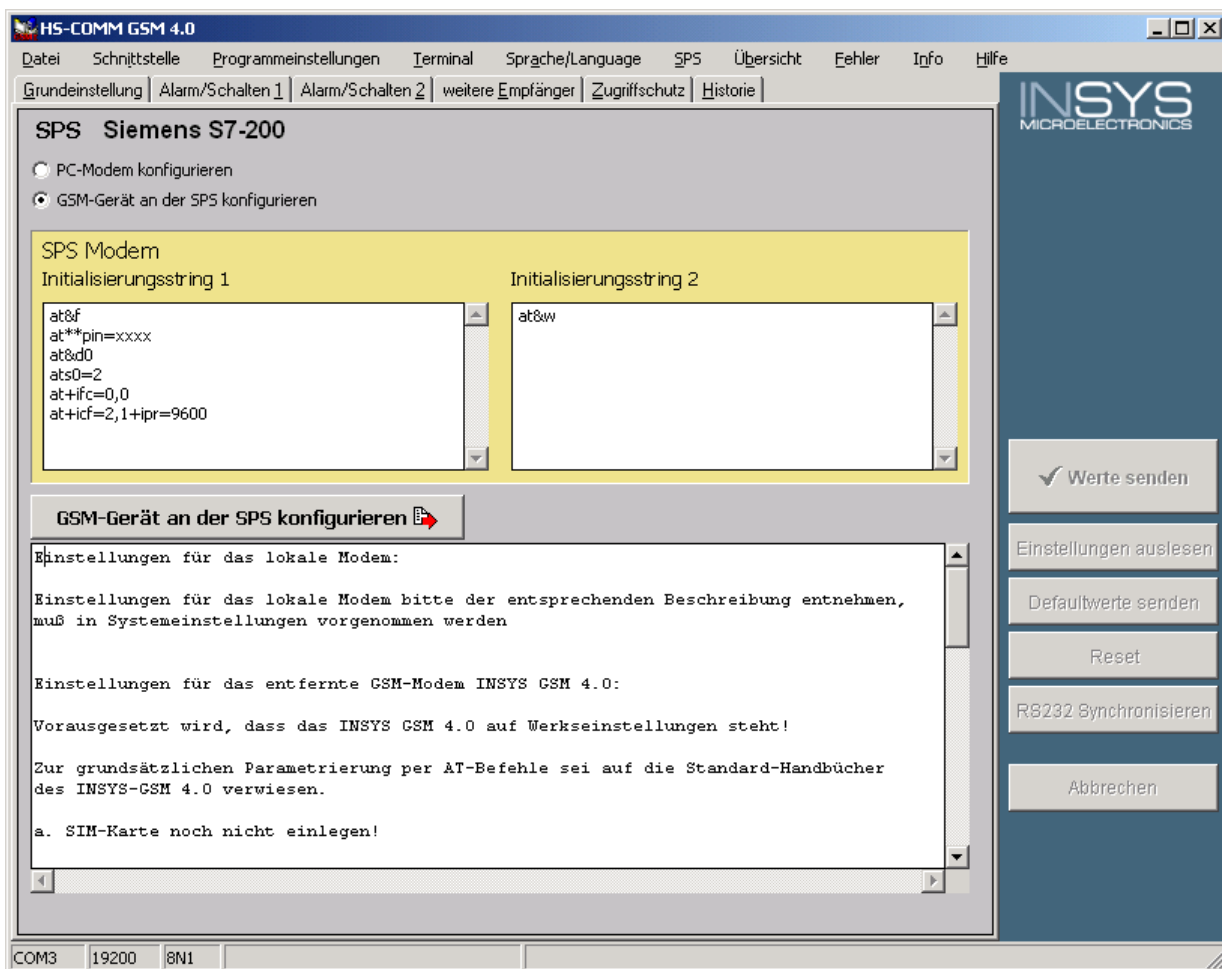 HS-COMM GSM 4.0
Datei Schnittstelle Programmeinstellungen Terminal Sprache/Language SPS Übersicht Fehler Info Hilfe
Grundeinstellung Alarm/Schalten 1 Alarm/Schalten 2 weitere Empfänger Zugriffschutz Historie
INSYS
MICROELECTRONICS
SPS Siemens S7-200
PC-Modem konfigurieren
GSM-Gerät an der SPS konfigurieren
SPS Modem
Initialisierungsstring 1
at&f
at**pin=xxxx
at&d0
ats0=2
at+ifc=0,0
at+icf=2,1+ipr=9600
Initialisierungsstring 2
at&w
GSM-Gerät an der SPS konfigurieren
Einstellungen für das lokale Modem:
Einstellungen für das lokale Modem bitte der entsprechenden Beschreibung entnehmen,
muß in Systemeinstellungen vorgenommen werden
Einstellungen für das entfernte GSM-Modem INSYS GSM 4.0:
Vorausgesetzt wird, dass das INSYS GSM 4.0 auf Werkseinstellungen steht!
Zur grundsätzlichen Parametrierung per AT-Befehle sei auf die Standard-Handbücher
des INSYS-GSM 4.0 verwiesen.
a. SIM-Karte noch nicht einlegen!
Werte senden
Einstellungen auslesen
Defaultwerte senden
Reset
RS232 Synchronisieren
Abbrechen
COM3 19200 8N1